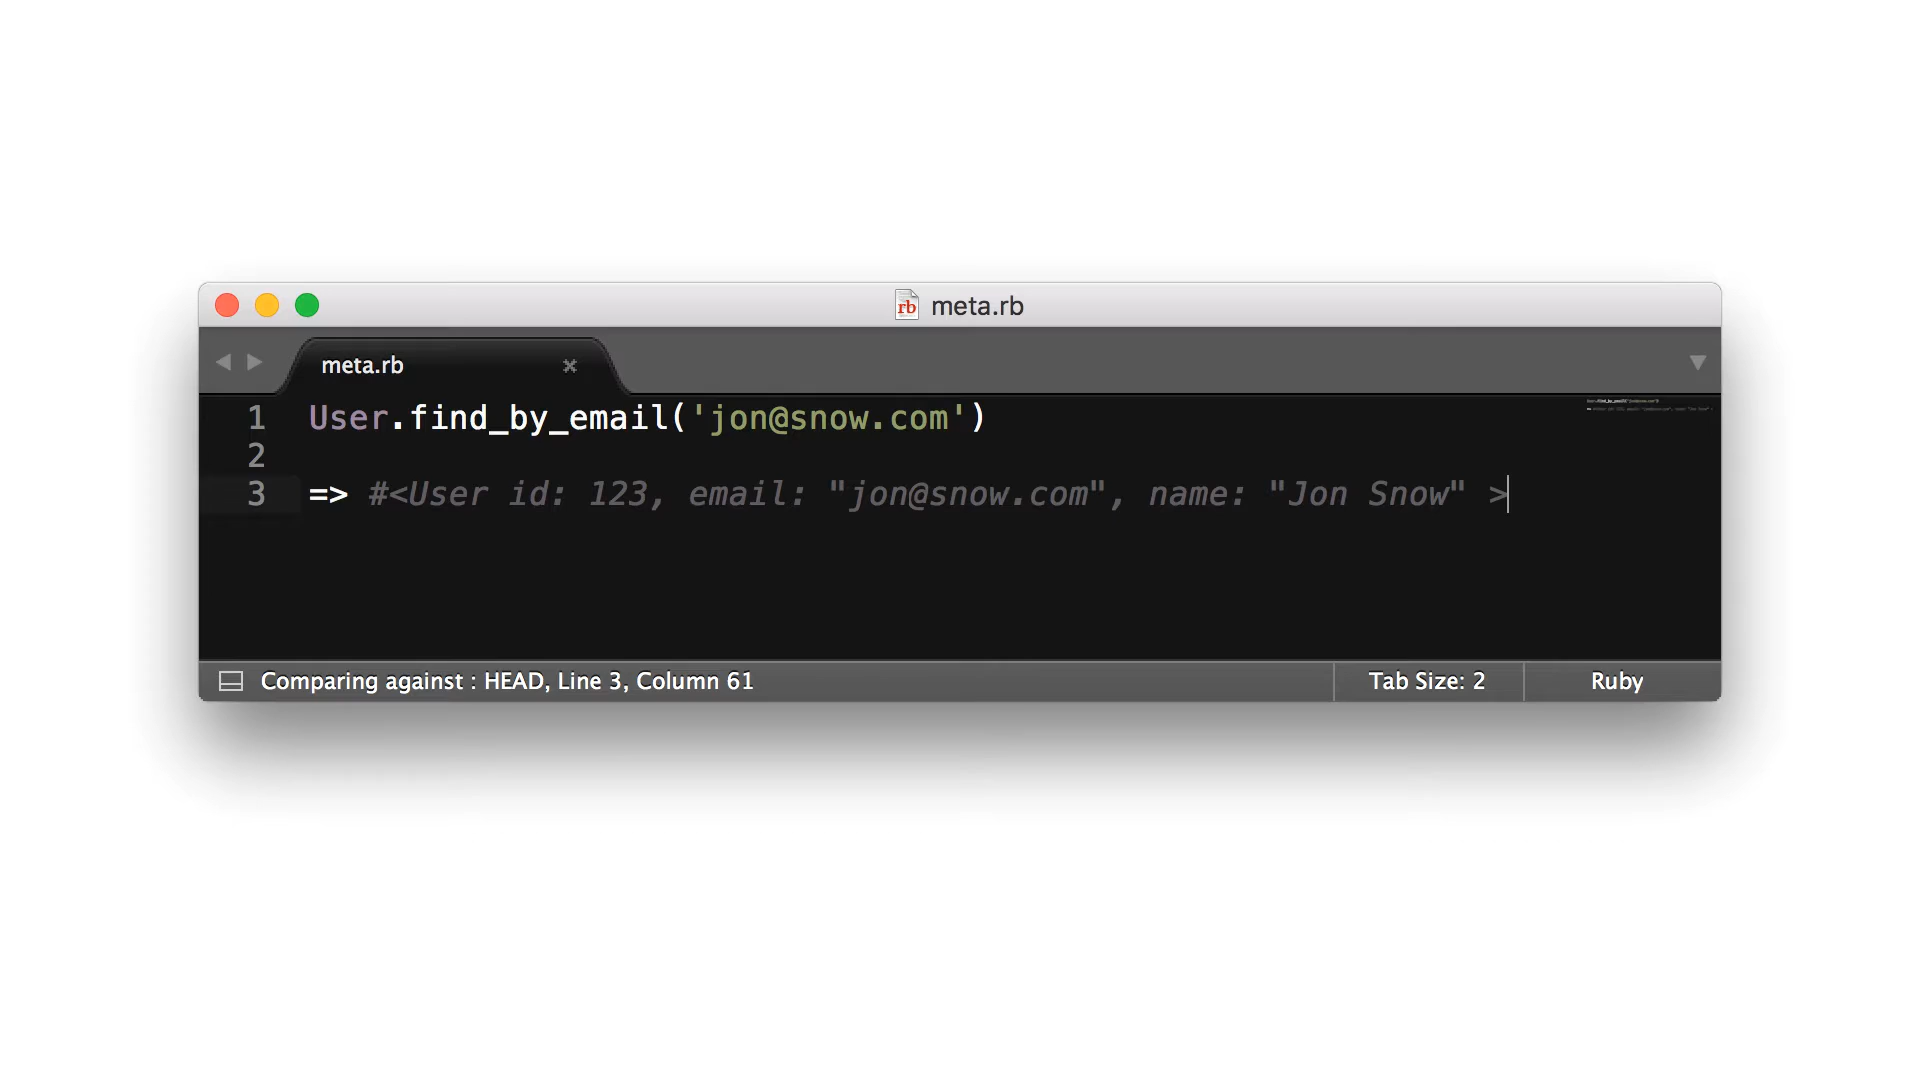 rb meta.rb
meta.rb
1 User.find_by_email('jon@snow.com')
2
3 => #<User id: 123, email: "jon@snow.com", name: "Jon Snow" >
Comparing against : HEAD, Line 3, Column 61
Tab Size: 2
Ruby